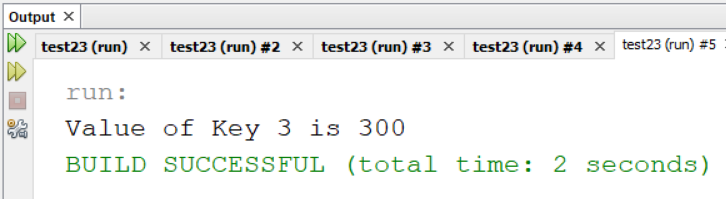 Output ×
test23 (run) × test23 (run) #2 × test23 (run) #3 × test23 (run) #4 × test23 (run) #5
run:
Value of Key 3 is 300
BUILD SUCCESSFUL (total time: 2 seconds)